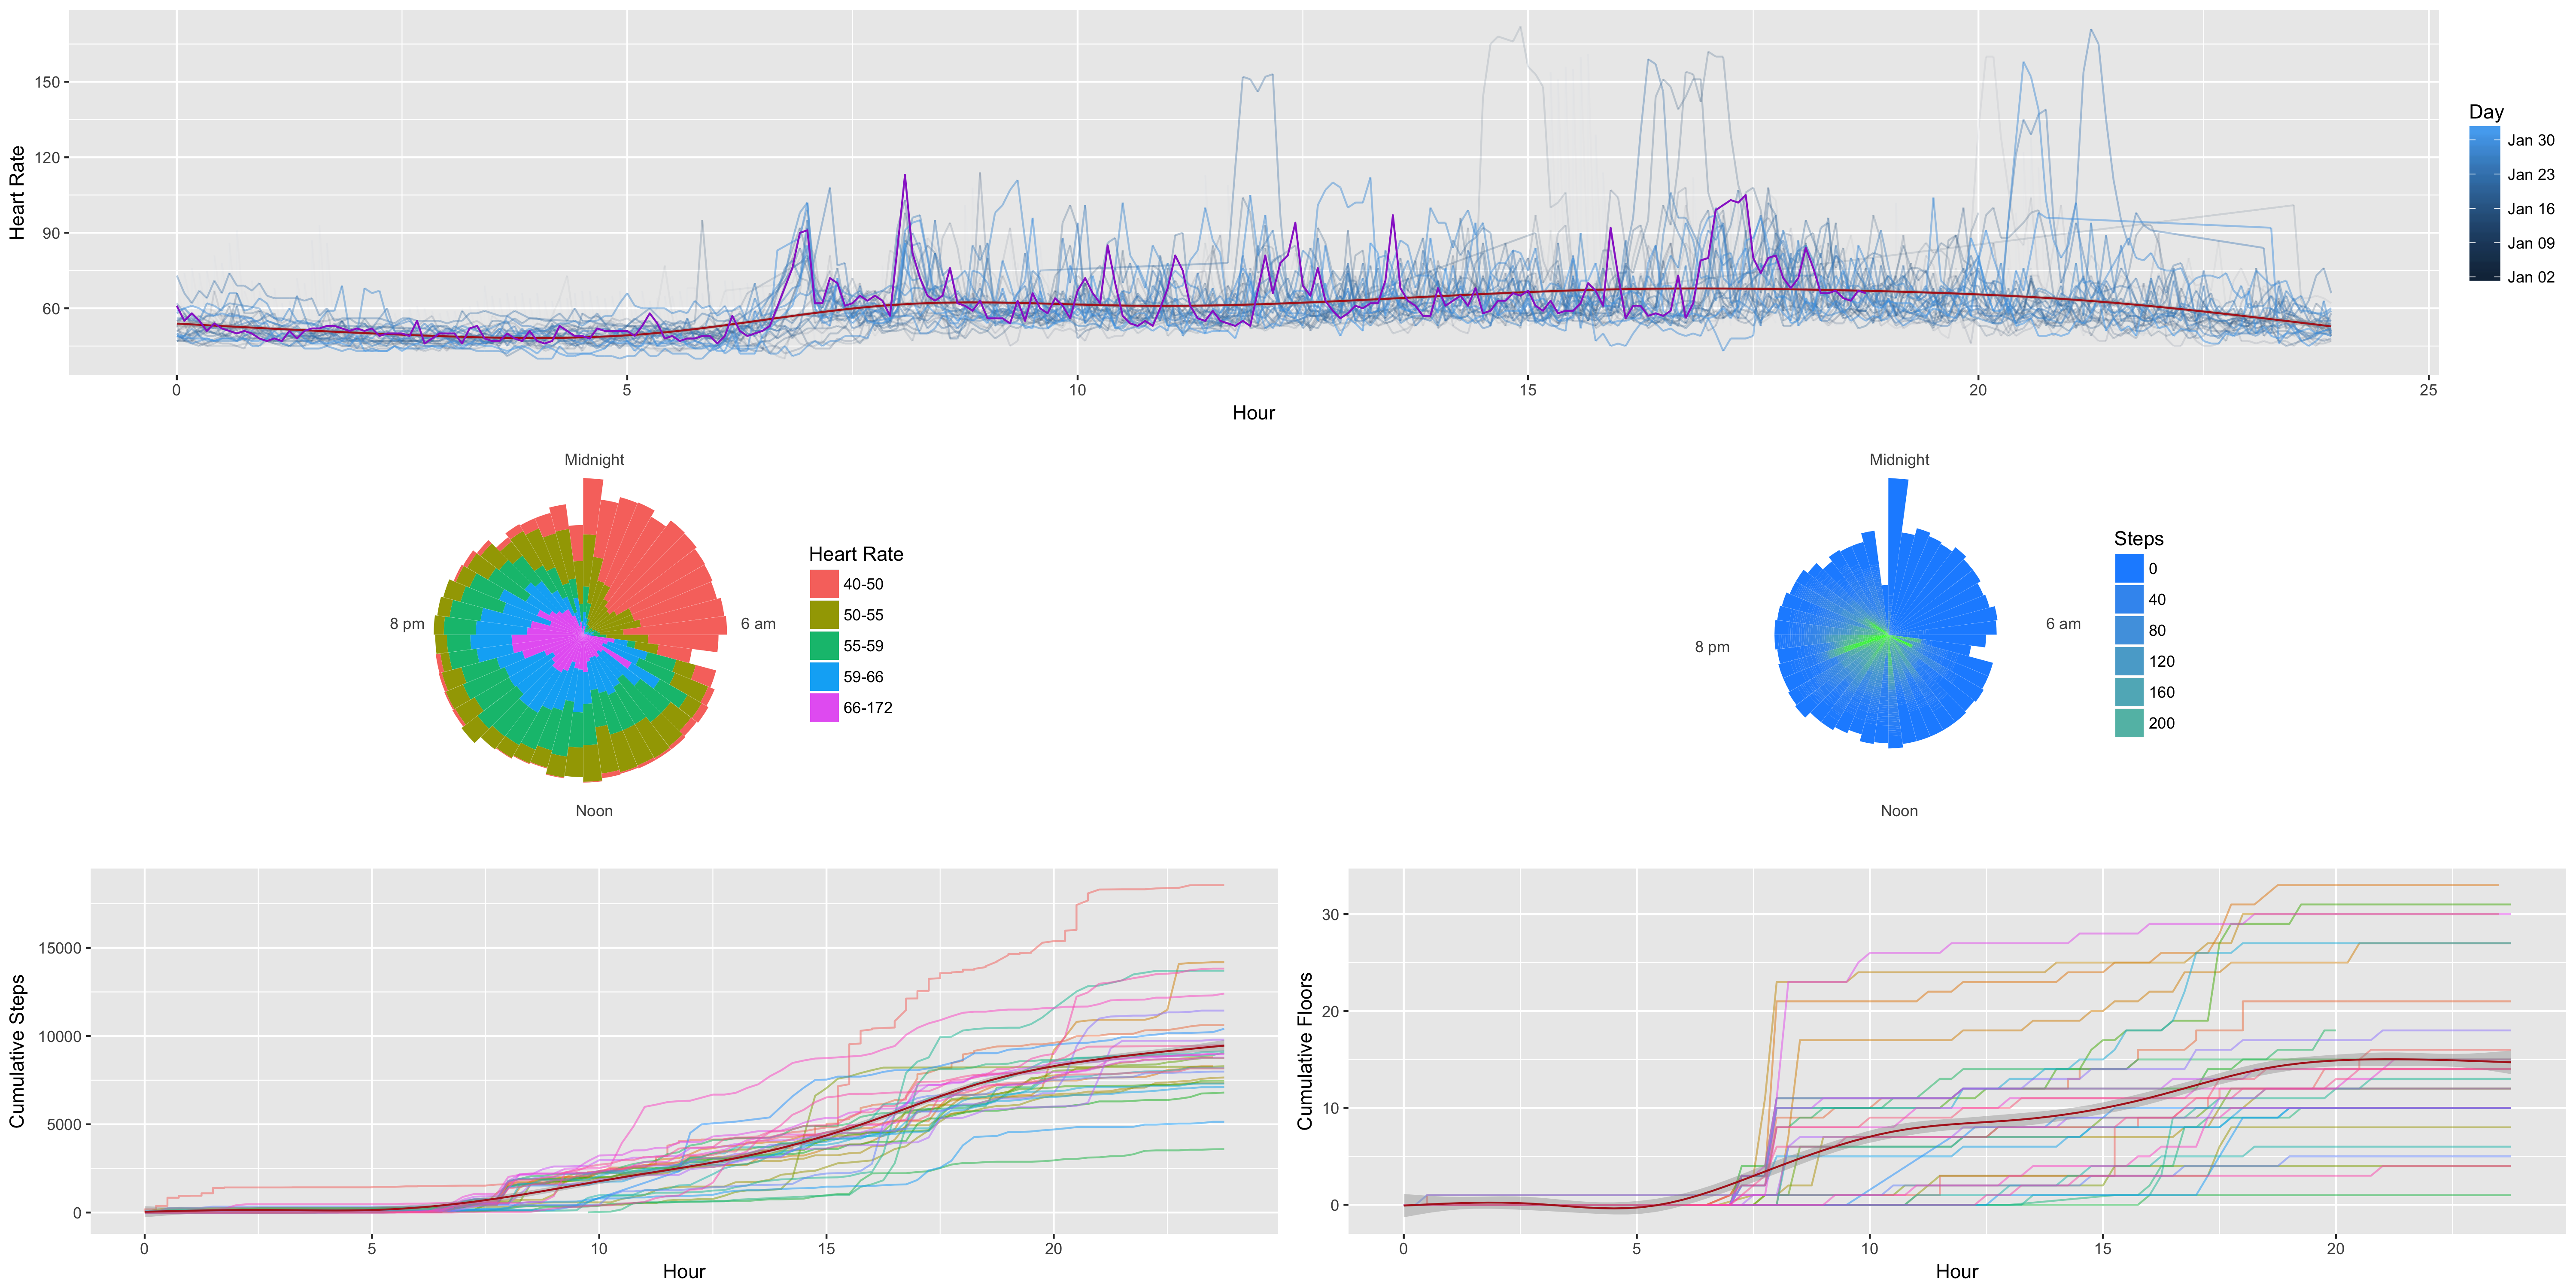 Heart Rate
150
120
90
60
0
5
10
15
20
25
Hour
Day
Jan 30
Jan 23
Jan 16
Jan 09
Jan 02
Midnight
8 pm
6 am
Noon
Heart Rate
40-50
50-55
55-59
59-66
66-172
Midnight
8 pm
6 am
Noon
Steps
0
40
80
120
160
200
Cumulative Steps
15000
10000
5000
0
0
5
10
15
20
Hour
Cumulative Floors
30
20
10
0
0
5
10
15
20
Hour